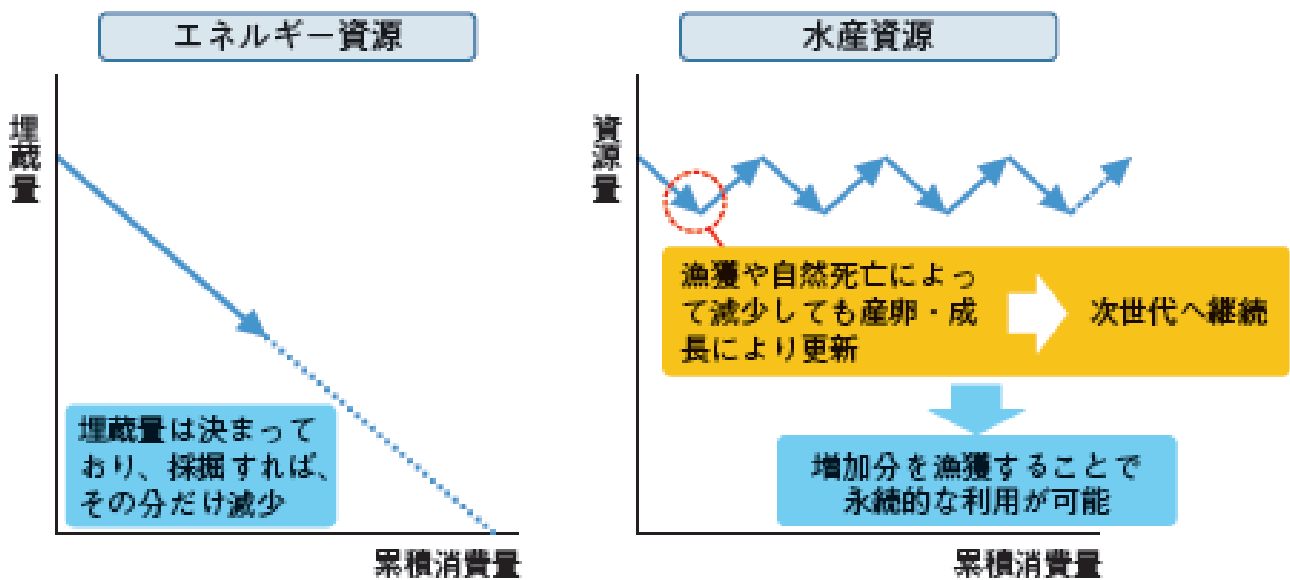 エネルギー資源
埋蔵量
埋蔵量は決まって
おり、採掘すれば、
その分だけ減少
累積消費量
水産資源
資源量
漁獲や自然死亡によっ
て減少しても産卵・成
長により更新
次世代へ継続
増加分を漁獲することで
永続的な利用が可能
累積消費量